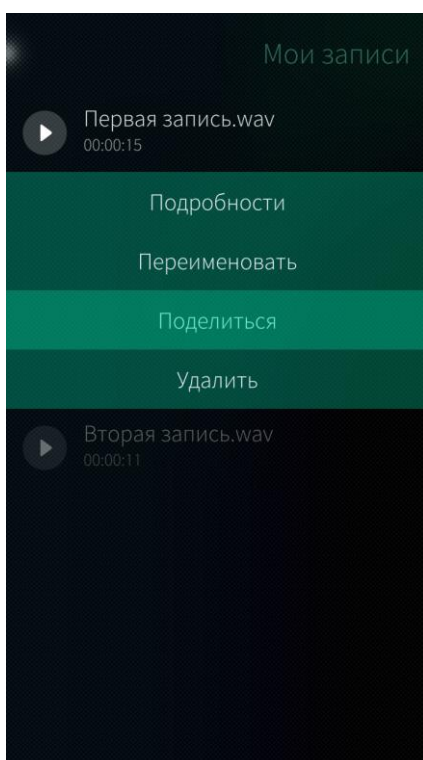 Мои записи
Первая запись.wav
00:00:15
Подробности
Переименовать
Поделиться
Удалить
Вторая запись.wav
00:00:11